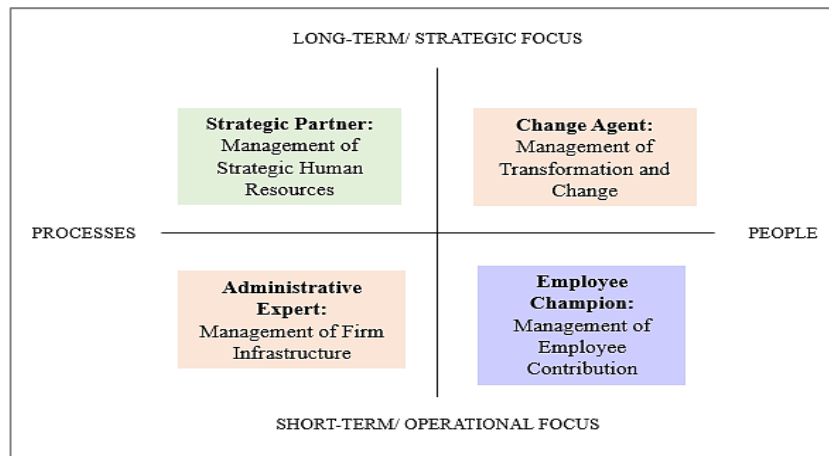 LONG-TERM/ STRATEGIC FOCUS
Strategic Partner:
Management of
Strategic Human
Resources
Change Agent:
Management of
Transformation and
Change
PROCESSES
PEOPLE
Administrative
Expert:
Management of Firm
Infrastructure
Employee
Champion:
Management of
Employee
Contribution
SHORT-TERM/ OPERATIONAL FOCUS